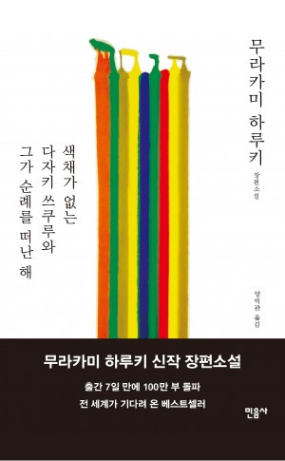 무라카미 하루키
장편소설
색채가 없는
다자키 쓰쿠루와
그가 순례를 떠난 해
양억관 옮김
무라카미 하루키 신작 장편소설
출간 7일 만에 100만 부 돌파
전 세계가 기다려 온 베스트셀러
민음사